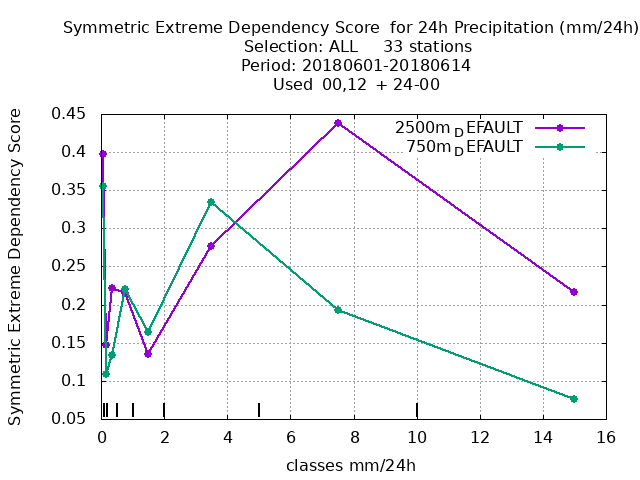 Symmetric Extreme Dependency Score  for 24h Precipitation (mm/24h)
Selection: ALL     33 stations
Period: 20180601-20180614
Used  00,12  + 24-00
2500m_DEFAULT
750m_DEFAULT
Symmetric Extreme Dependency Score
0.45
0.4
0.35
0.3
0.25
0.2
0.15
0.1
0.05
0 2 4 6 8 10 12 14 16
classes mm/24h